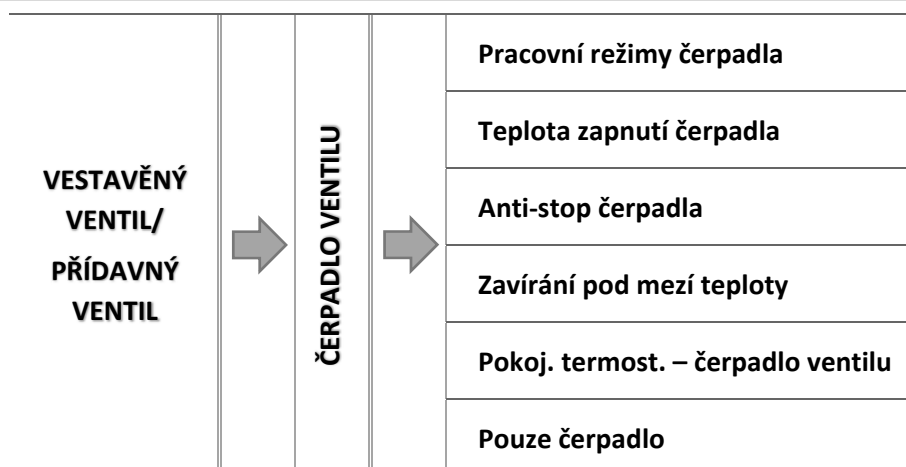 VESTAVĚNÝ
VENTIL/
PŘÍDAVNÝ
VENTIL
ČERPADLO VENTILU
Pracovní režimy čerpadla
Teplota zapnutí čerpadla
Anti-stop čerpadla
Zavírání pod mezí teploty
Pokoj. termost. – čerpadlo ventilu
Pouze čerpadlo